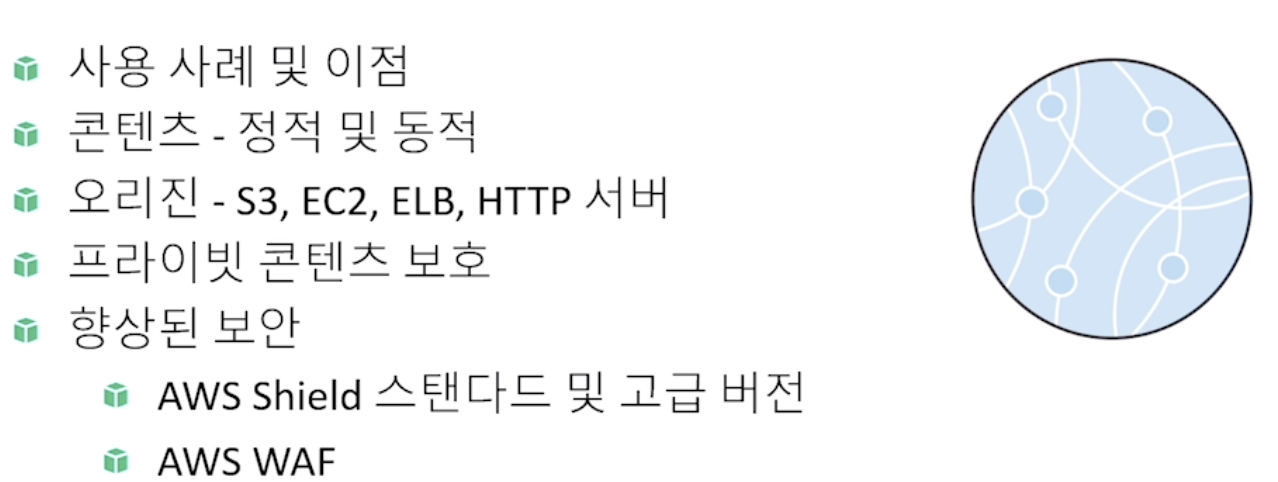 사용 사례 및 이점
콘텐츠 - 정적 및 동적
오리진 - S3, EC2, ELB, HTTP 서버
프라이빗 콘텐츠 보호
향상된 보안
AWS Shield 스탠다드 및 고급 버전
AWS WAF